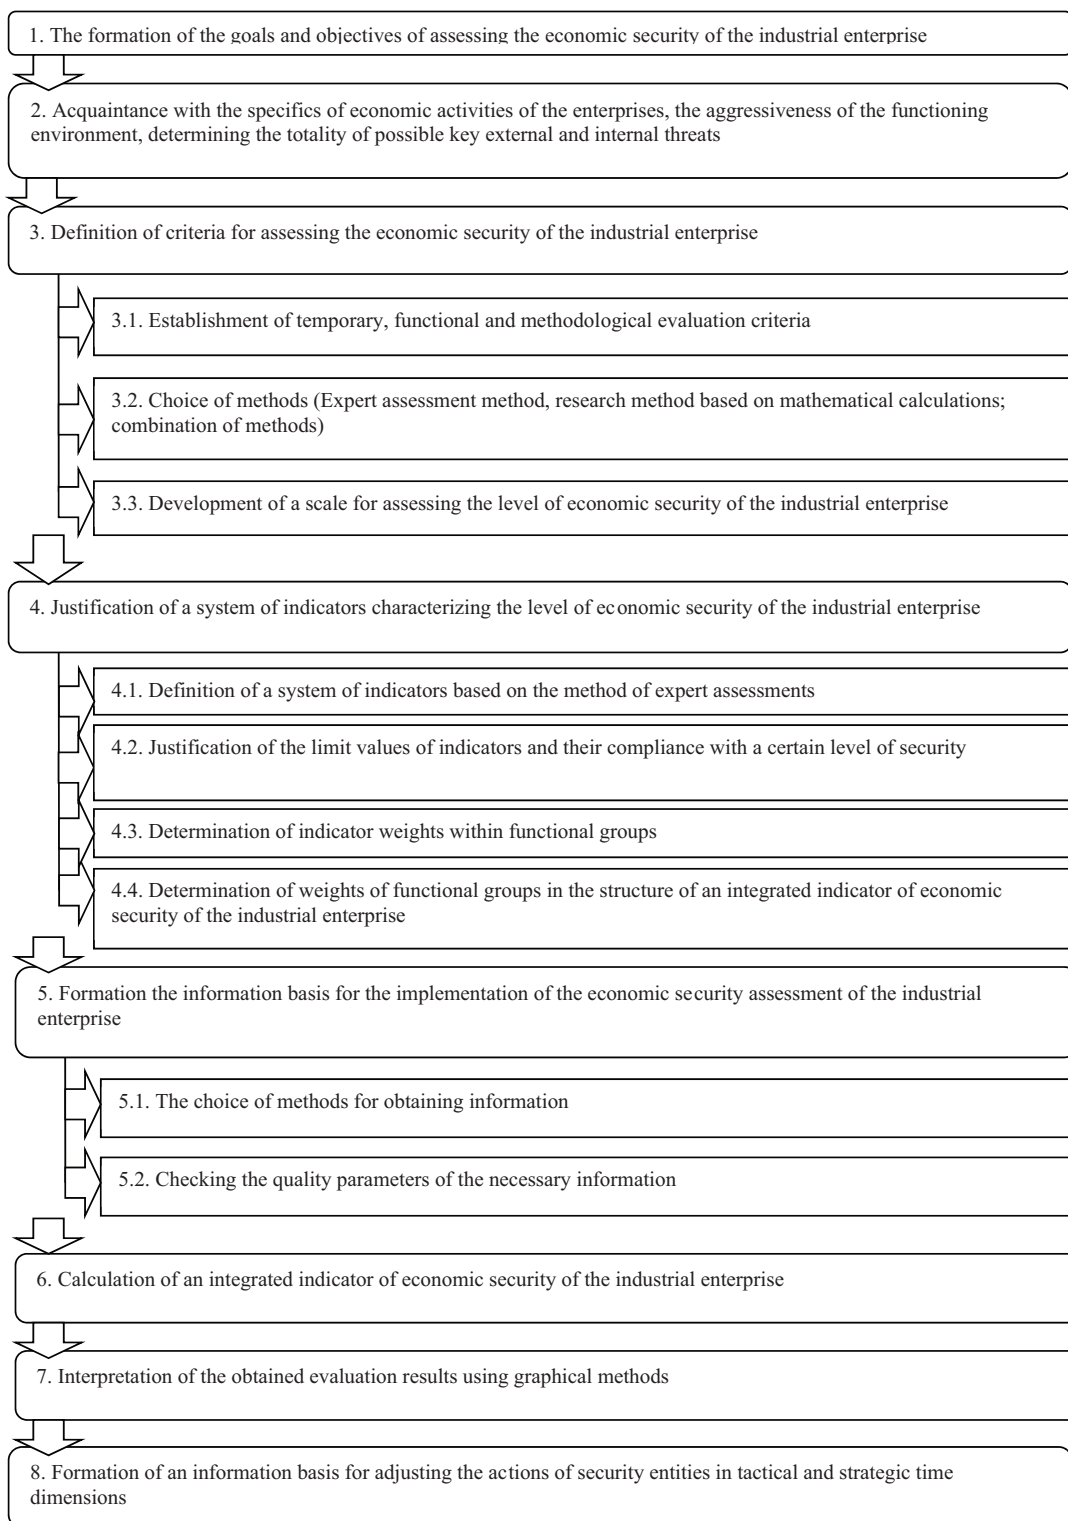 1. The formation of the goals and objectives of assessing the economic security of the industrial enterprise
2. Acquaintance with the specifics of economic activities of the enterprises, the aggressiveness of the functioning
environment, determining the totality of possible key external and internal threats
3. Definition of criteria for assessing the economic security of the industrial enterprise
3.1. Establishment of temporary, functional and methodological evaluation criteria
3.2. Choice of methods (Expert assessment method, research method based on mathematical calculations;
combination of methods)
3.3. Development of a scale for assessing the level of economic security of the industrial enterprise
4. Justification of a system of indicators characterizing the level of economic security of the industrial enterprise
4.1. Definition of a system of indicators based on the method of expert assessments
4.2. Justification of the limit values of indicators and their compliance with a certain level of security
4.3. Determination of indicator weights within functional groups
4.4. Determination of weights of functional groups in the structure of an integrated indicator of economic
security of the industrial enterprise
5. Formation the information basis for the implementation of the economic security assessment of the industrial
enterprise
5.1. The choice of methods for obtaining information
5.2. Checking the quality parameters of the necessary information
6. Calculation of an integrated indicator of economic security of the industrial enterprise
7. Interpretation of the obtained evaluation results using graphical methods
8. Formation of an information basis for adjusting the actions of security entities in tactical and strategic time
dimensions